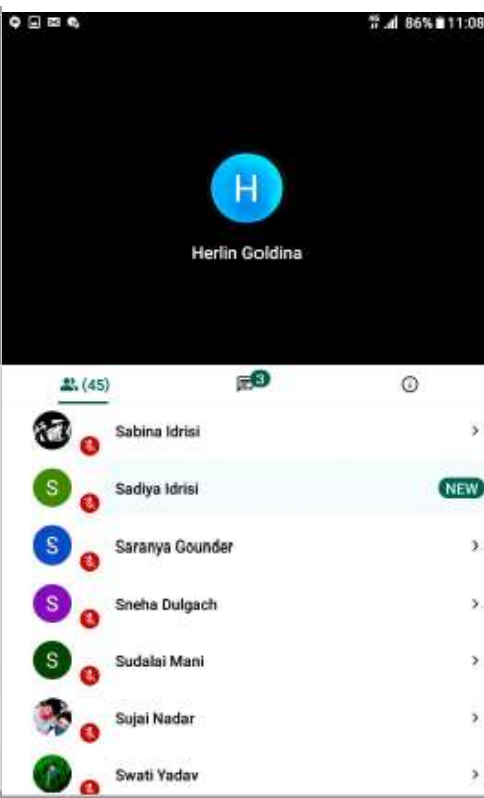 86% 11:08
H
Herlin Goldina
(45)
3
Sabina Idrisi
S Sadiya Idrisi NEW
S Saranya Gounder
S Sneha Dulgach
S Sudalai Mani
Sujai Nadar
Swati Yadav